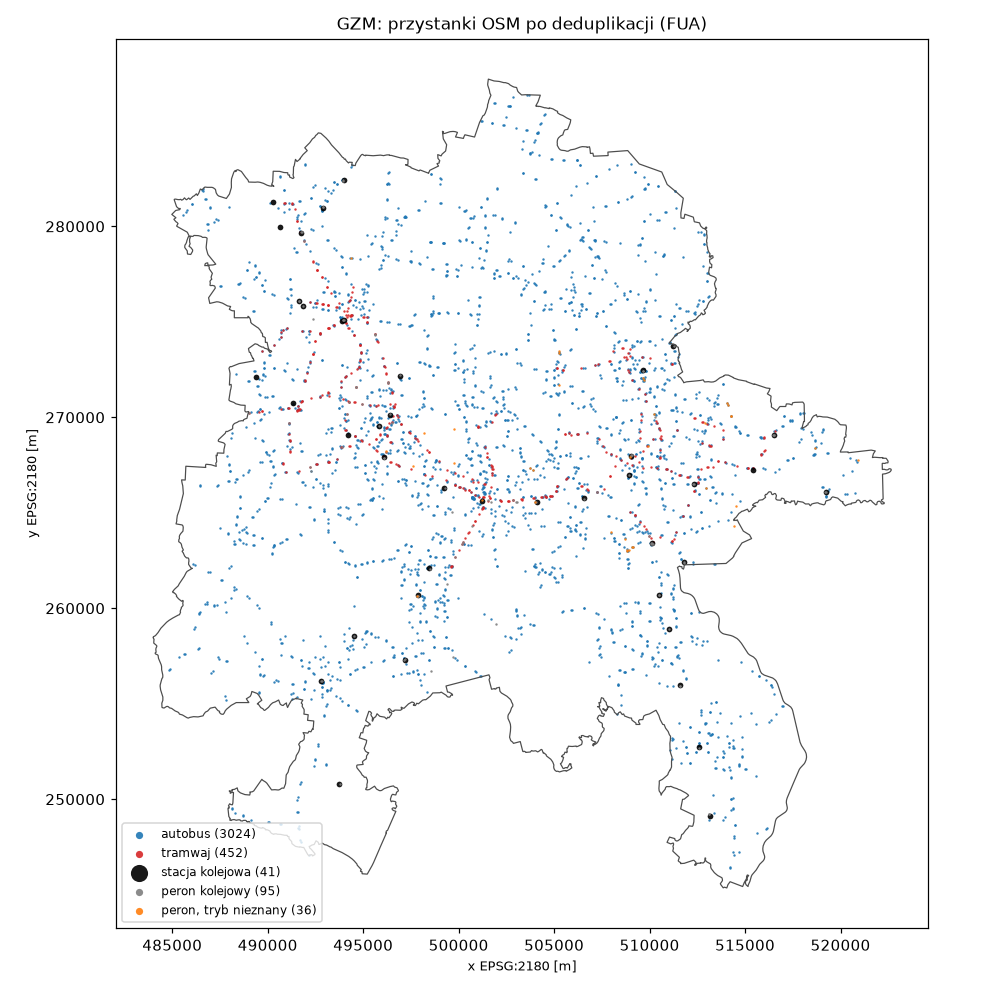 GZM: przystanki OSM po deduplikacji (FUA)
y EPSG:2180 [m]
280000
270000
260000
250000
autobus (3024)
tramwaj (452)
stacja kolejowa (41)
peron kolejowy (95)
peron, tryb nieznany (36)
485000 490000 495000 500000 505000 510000 515000 520000
x EPSG:2180 [m]